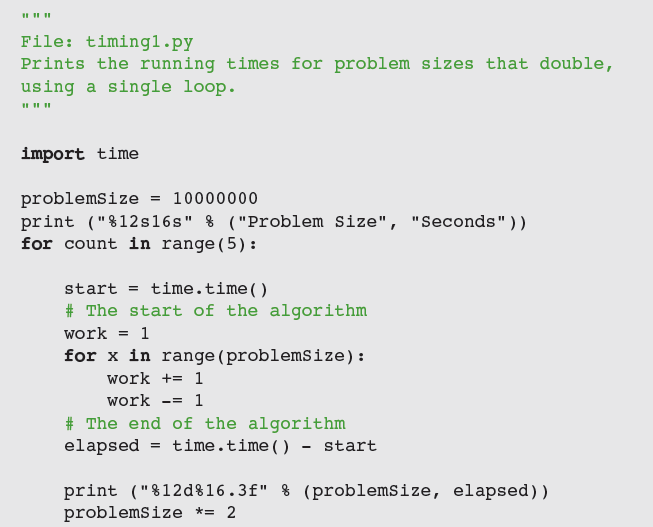 """
File: timing1.py
Prints the running times for problem sizes that double,
using a single loop.
"""
import time
problemSize = 10000000
print ("%12s16s" % ("Problem Size", "Seconds"))
for count in range(5):
    start = time.time()
    # The start of the algorithm
    work = 1
    for x in range(problemSize):
        work += 1
        work -= 1
    # The end of the algorithm
    elapsed = time.time() - start
    print ("%12d%16.3f" % (problemSize, elapsed))
    problemSize *= 2